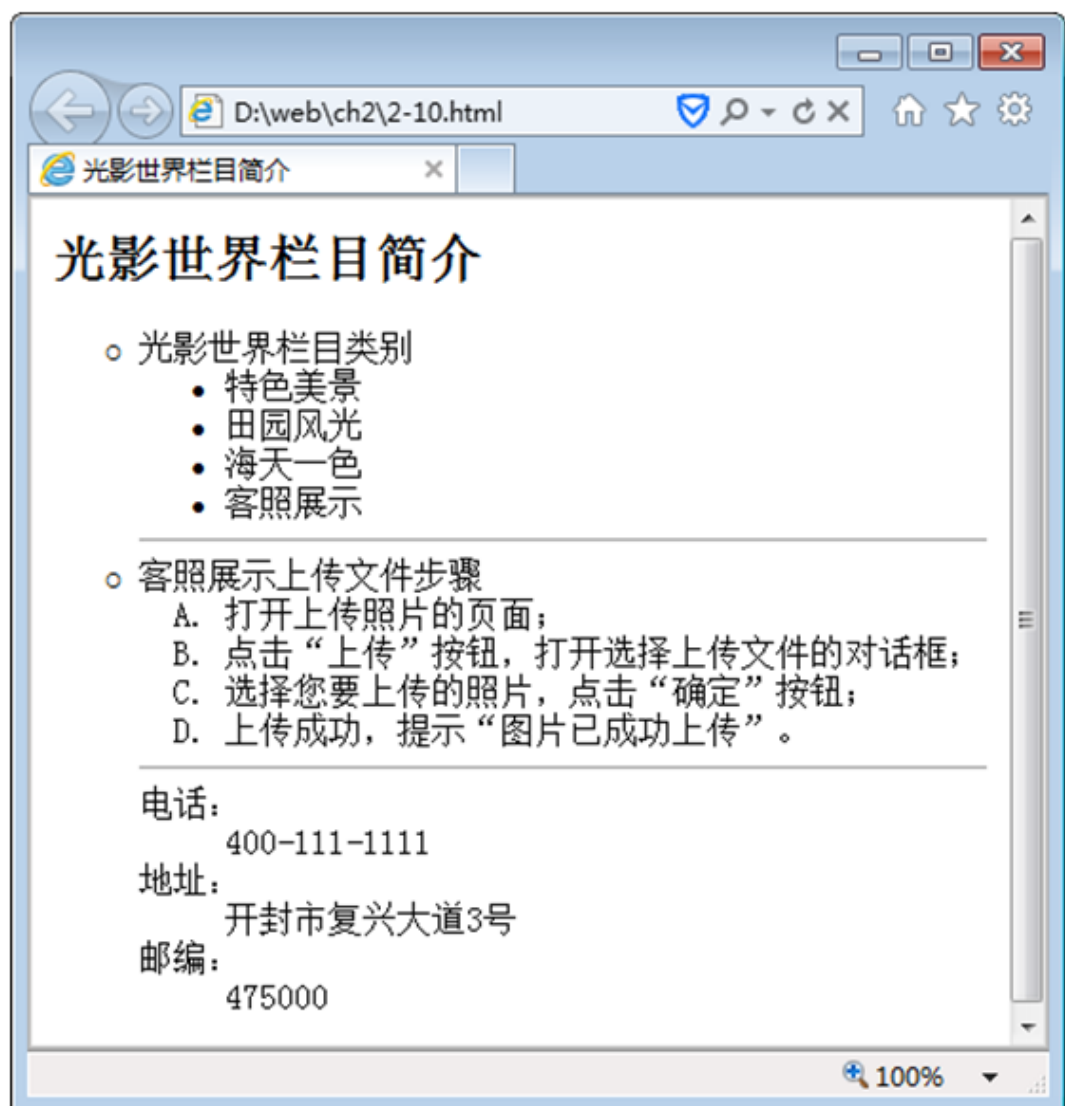 D:\web\ch2\2-10.html
光影世界栏目简介
光影世界栏目简介
光影世界栏目类别
特色美景
田园风光
海天一色
客照展示
客照展示上传文件步骤
A. 打开上传照片的页面；
B. 点击“上传”按钮，打开选择上传文件的对话框；
C. 选择您要上传的照片，点击“确定”按钮；
D. 上传成功，提示“图片已成功上传”。
电话：
400-111-1111
地址：
开封市复兴大道3号
邮编：
475000
100%